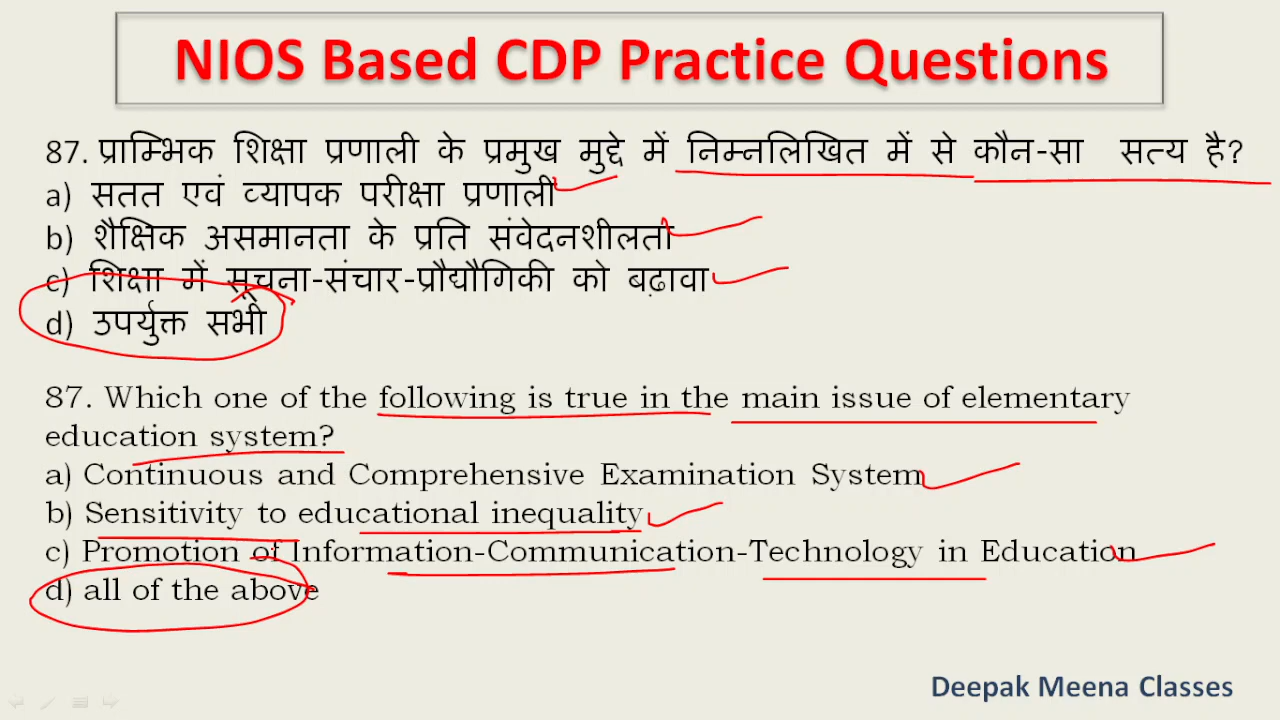 NIOS Based CDP Practice Questions
87. प्राम्भिक शिक्षा प्रणाली के प्रमुख मुद्दे में निम्नलिखित में से कौन-सा सत्य है?
a) सतत एवं व्यापक परीक्षा प्रणाली
b) शैक्षिक असमानता के प्रति संवेदनशीलता
c) शिक्षा में सूचना-संचार-प्रौद्यौगिकी को बढ़ावा
d) उपर्युक्त सभी
87. Which one of the following is true in the main issue of elementary
education system?
a) Continuous and Comprehensive Examination System
b) Sensitivity to educational inequality
c) Promotion of Information-Communication-Technology in Education
d) all of the above
Deepak Meena Classes